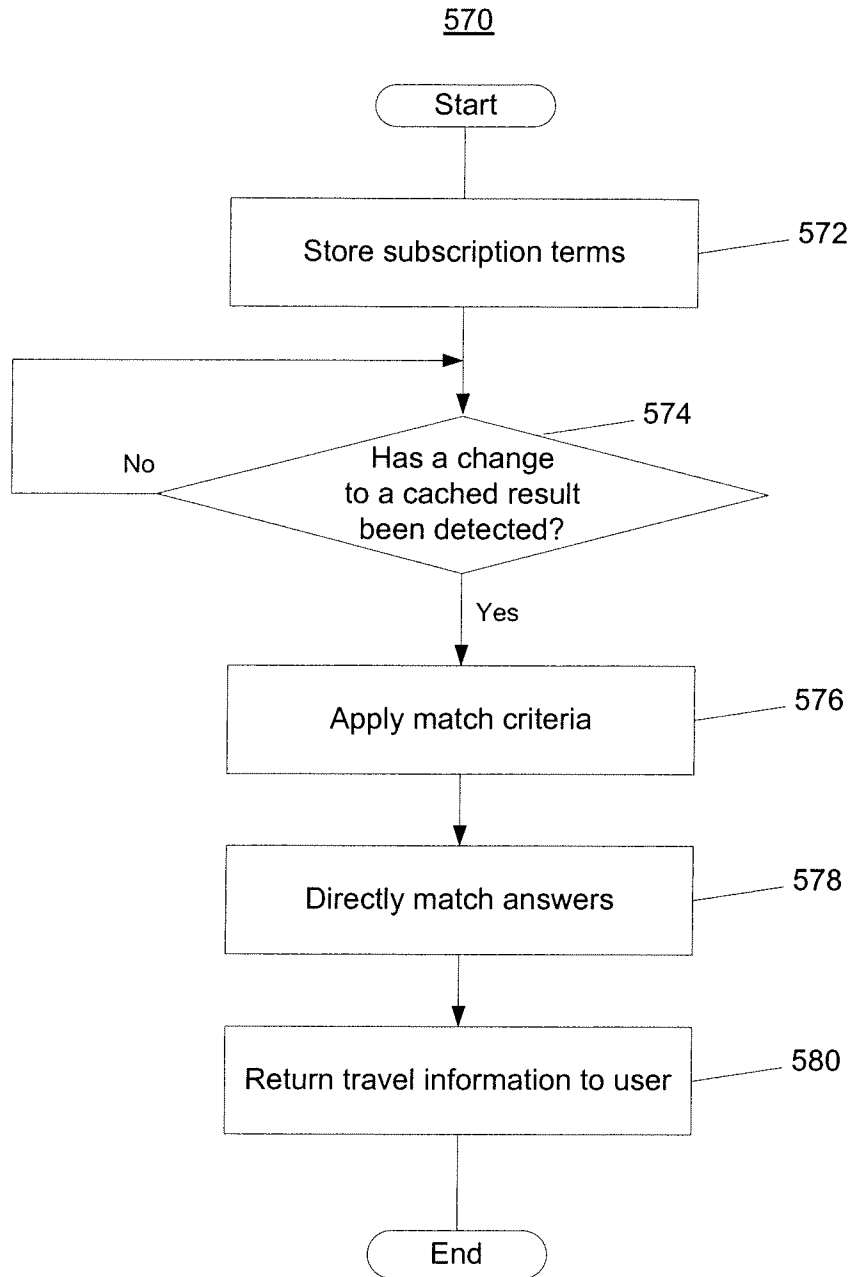 570
Start
Store subscription terms
572
574
Has a change
to a cached result
been detected?
No
Yes
Apply match criteria
576
Directly match answers
578
Return travel information to user
580
End